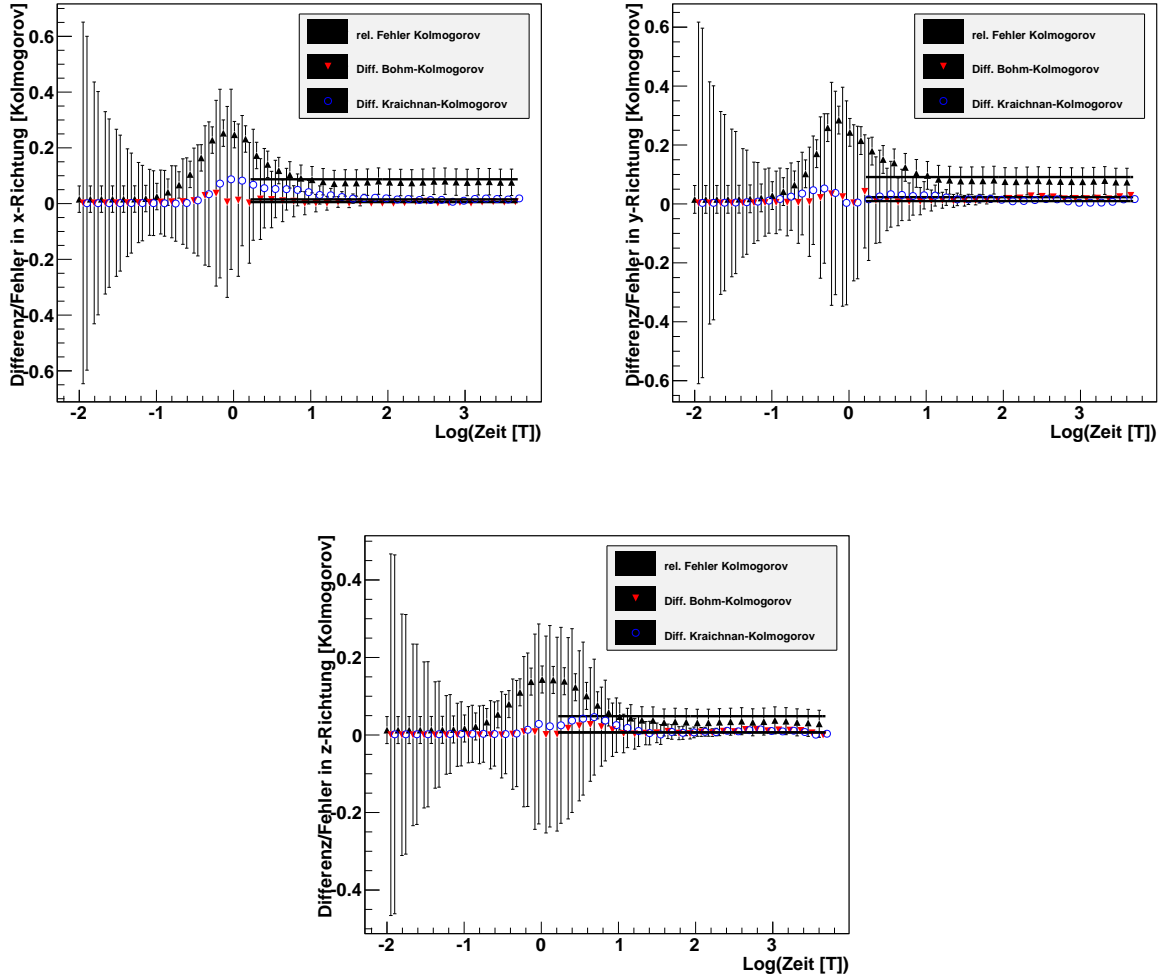 Differenz/Fehler in x-Richtung [Kolmogorov]
0.6
0.4
0.2
0
-0.2
-0.4
-0.6
rel. Fehler Kolmogorov
Diff. Bohm-Kolmogorov
Diff. Kraichnan-Kolmogorov
-2 -1 0 1 2 3
Log(Zeit [T])
Differenz/Fehler in y-Richtung [Kolmogorov]
0.6
0.4
0.2
0
-0.2
-0.4
-0.6
rel. Fehler Kolmogorov
Diff. Bohm-Kolmogorov
Diff. Kraichnan-Kolmogorov
-2 -1 0 1 2 3
Log(Zeit [T])
Differenz/Fehler in z-Richtung [Kolmogorov]
0.4
0.2
0
-0.2
-0.4
rel. Fehler Kolmogorov
Diff. Bohm-Kolmogorov
Diff. Kraichnan-Kolmogorov
-2 -1 0 1 2 3
Log(Zeit [T])